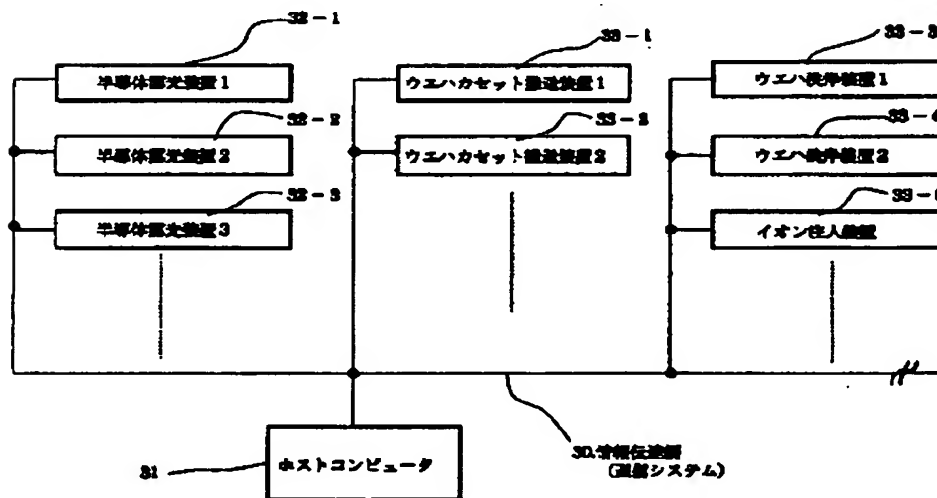 32-1
33-1
33-3
半導体露光装置1
ウエハカセット搬送装置1
ウエハ洗浄装置1
32-2
33-2
33-4
半導体露光装置2
ウエハカセット搬送装置2
ウエハ洗浄装置2
32-3
半導体露光装置3
イオン注入装置
30.情報伝達網
(通信システム)
31
ホストコンピュータ